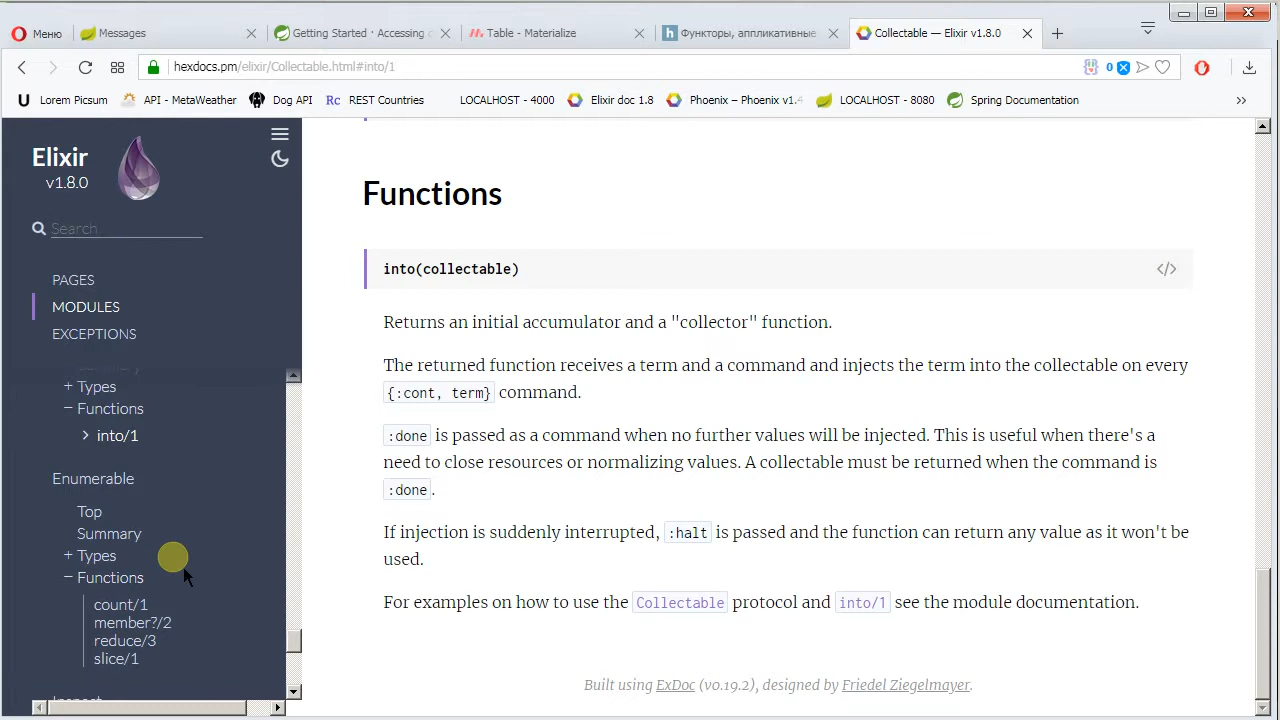 Меню
Messages
Getting Started · Accessing
Table - Materialize
Функторы, аппликативные
Collectable — Elixir v1.8.0
hexdocs.pm/elixir/Collectable.html#into/1
0
U Lorem Picsum
API - MetaWeather
Dog API
Rc REST Countries
LOCALHOST - 4000
Elixir doc 1.8
Phoenix – Phoenix v1.4
LOCALHOST - 8080
Spring Documentation
Elixir
v1.8.0
Search
PAGES
MODULES
EXCEPTIONS
+ Types
− Functions
into/1
Enumerable
Top
Summary
+ Types
− Functions
count/1
member?/2
reduce/3
slice/1
Inspect
Functions
into(collectable)
</>
Returns an initial accumulator and a "collector" function.
The returned function receives a term and a command and injects the term into the collectable on every
{:cont, term} command.
:done is passed as a command when no further values will be injected. This is useful when there's a
need to close resources or normalizing values. A collectable must be returned when the command is
:done.
If injection is suddenly interrupted, :halt is passed and the function can return any value as it won't be
used.
For examples on how to use the Collectable protocol and into/1 see the module documentation.
Built using ExDoc (v0.19.2), designed by Friedel Ziegelmayer.